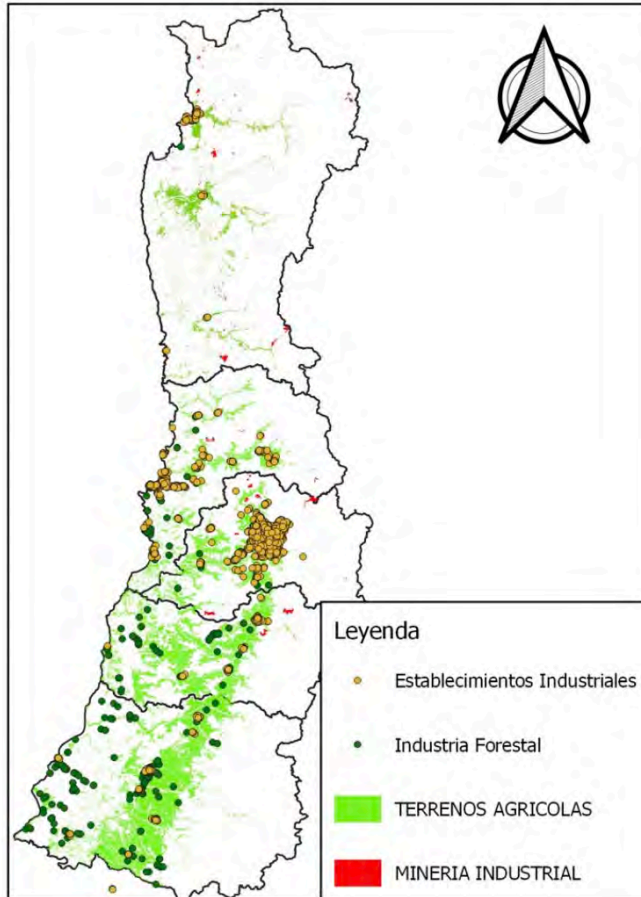 Leyenda
Establecimientos Industriales
Industria Forestal
TERRENOS AGRICOLAS
MINERIA INDUSTRIAL